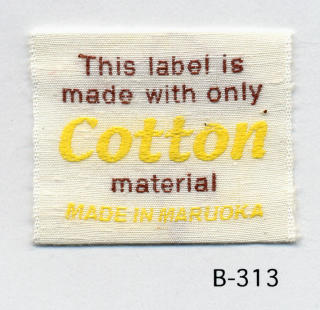 This label is
made with only
Cotton
material
MADE IN MARUOKA
B-313